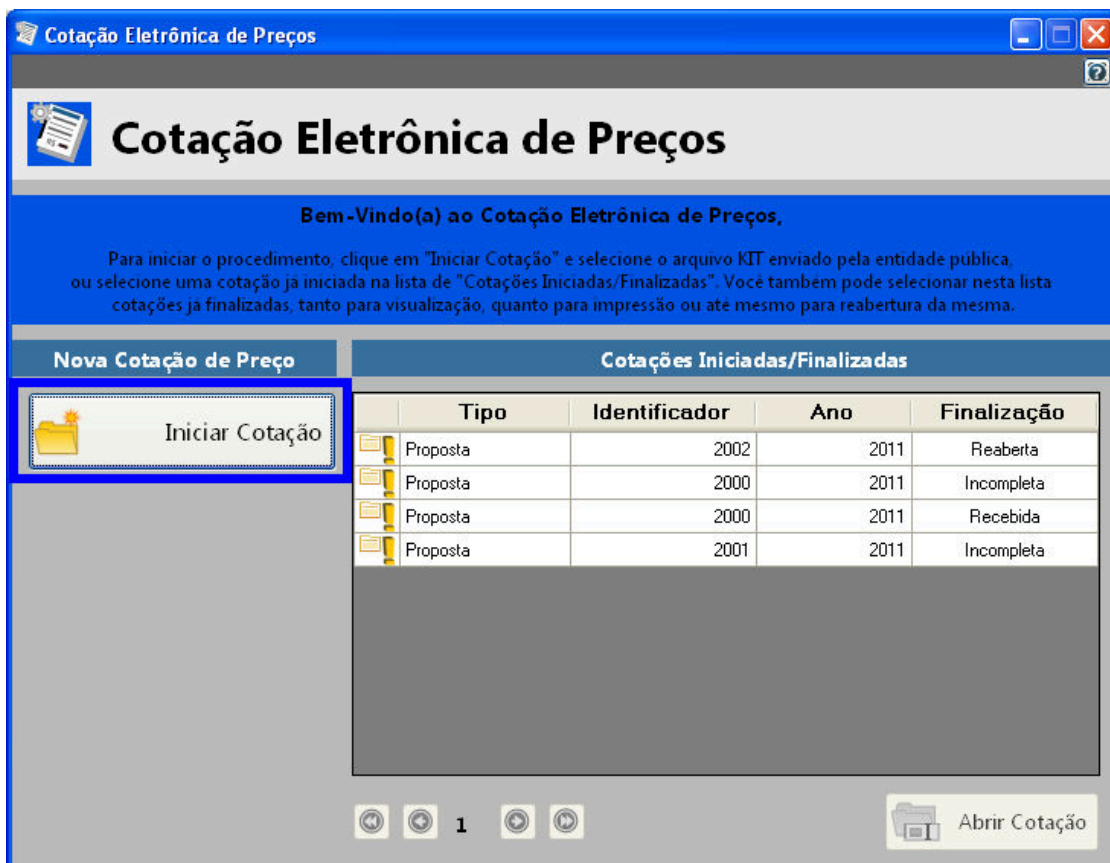 Cotação Eletrônica de Preços
Cotação Eletrônica de Preços
Bem-Vindo(a) ao Cotação Eletrônica de Preços,
Para iniciar o procedimento, clique em "Iniciar Cotação" e selecione o arquivo KIT enviado pela entidade pública,
ou selecione uma cotação já iniciada na lista de "Cotações Iniciadas/Finalizadas". Você também pode selecionar nesta lista
cotações já finalizadas, tanto para visualização, quanto para impressão ou até mesmo para reabertura da mesma.
Nova Cotação de Preço
Iniciar Cotação
Cotações Iniciadas/Finalizadas
Tipo Identificador Ano Finalização
Proposta 2002 2011 Reaberta
Proposta 2000 2011 Incompleta
Proposta 2000 2011 Recebida
Proposta 2001 2011 Incompleta
1
Abrir Cotação